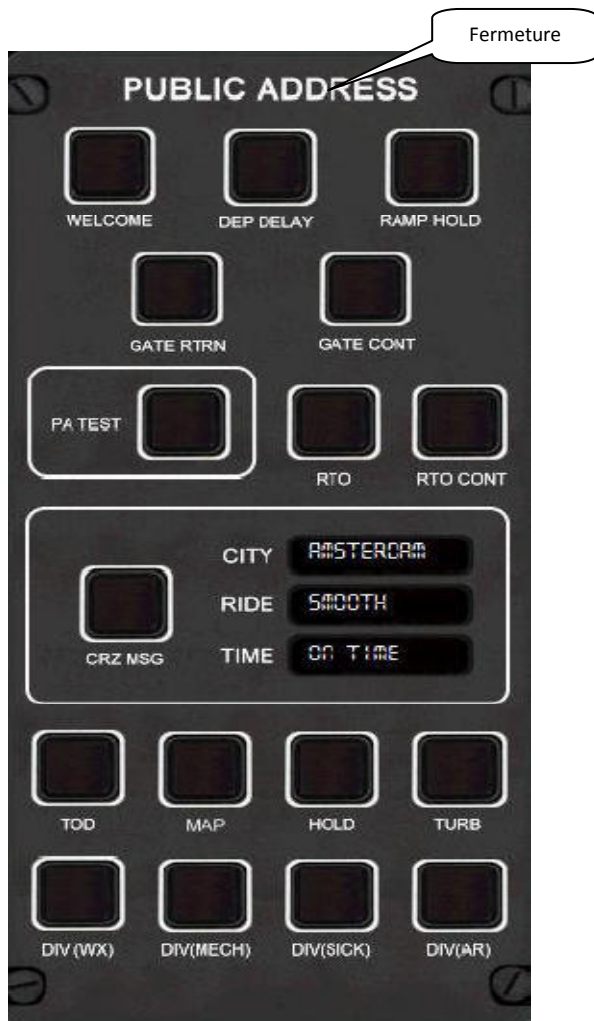 Fermeture
PUBLIC ADDRESS
WELCOME DEP DELAY RAMP HOLD
GATE RTRN GATE CONT
PA TEST
RTO RTO CONT
CITY AMSTERDAM
RIDE SMOOTH
CRZ MSG TIME ON TIME
TOD MAP HOLD TURB
DIV(WX) DIV(MECH) DIV(SICK) DIV(AR)